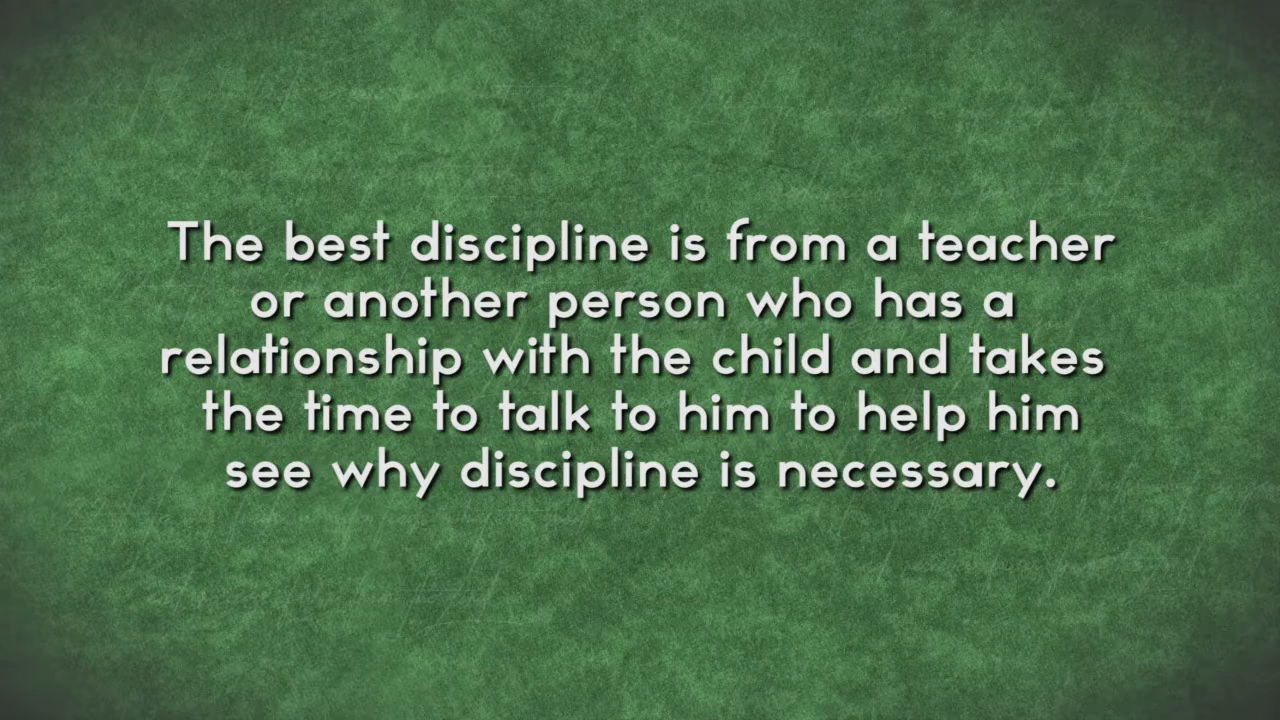 The best discipline is from a teacher
or another person who has a
relationship with the child and takes
the time to talk to him to help him
see why discipline is necessary.